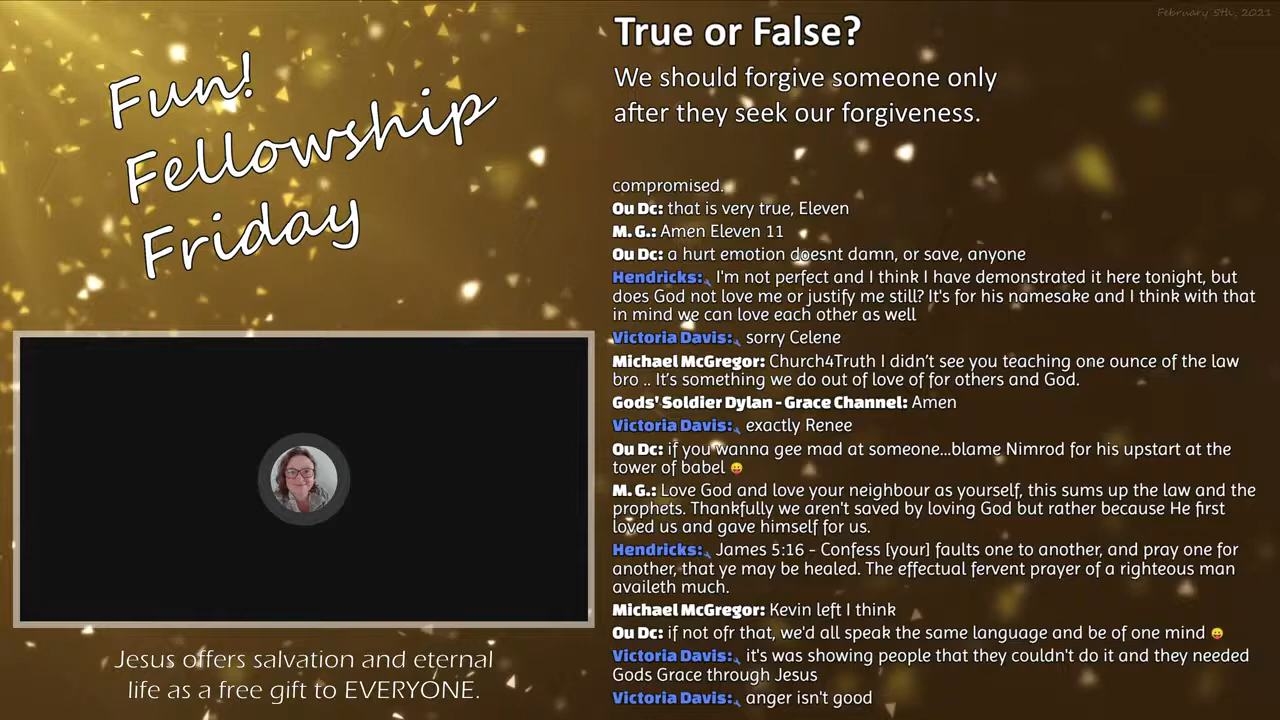 February 5th, 2021
Fun!
Fellowship
Friday
True or False?
We should forgive someone only
after they seek our forgiveness.
compromised.
Ou Dc: that is very true, Eleven
M. G.: Amen Eleven 11
Ou Dc: a hurt emotion doesnt damn, or save, anyone
Hendricks: I'm not perfect and I think I have demonstrated it here tonight, but
does God not love me or justify me still? It's for his namesake and I think with that
in mind we can love each other as well
Victoria Davis: sorry Celene
Michael McGregor: Church4Truth I didn't see you teaching one ounce of the law
bro .. It's something we do out of love of for others and God.
Gods' Soldier Dylan - Grace Channel: Amen
Victoria Davis: exactly Renee
Ou Dc: if you wanna gee mad at someone...blame Nimrod for his upstart at the
tower of babel 😛
M. G.: Love God and love your neighbour as yourself, this sums up the law and the
prophets. Thankfully we aren't saved by loving God but rather because He first
loved us and gave himself for us.
Hendricks: James 5:16 - Confess [your] faults one to another, and pray one for
another, that ye may be healed. The effectual fervent prayer of a righteous man
availeth much.
Michael McGregor: Kevin left I think
Ou Dc: if not ofr that, we'd all speak the same language and be of one mind 😛
Victoria Davis: it's was showing people that they couldn't do it and they needed
Gods Grace through Jesus
Victoria Davis: anger isn't good
Jesus offers salvation and eternal
life as a free gift to EVERYONE.